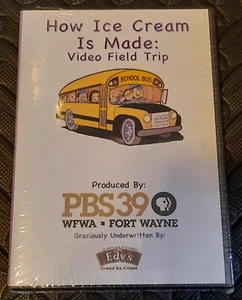 How Ice Cream
Is Made:
Video Field Trip
SCHOOL BUS
Produced By:
PBS 39
WFWA ▪ FORT WAYNE
Graciously Underwritten By:
Edy's
Grand Ice Cream